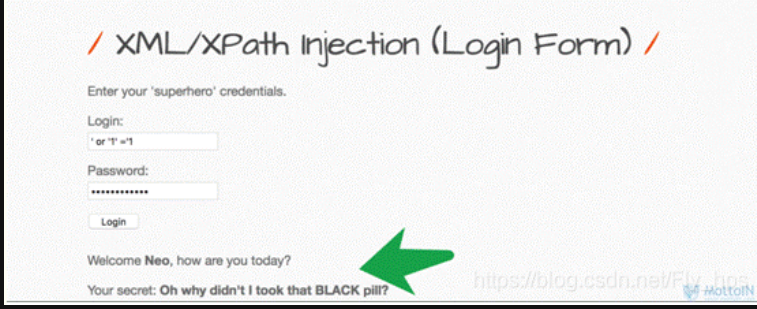 / XML/XPath Injection (Login Form) /
Enter your 'superhero' credentials.
Login:
' or '1' ='1
Password:
••••••••••••
Login
Welcome Neo, how are you today?
Your secret: Oh why didn't I took that BLACK pill?
https://blog.csdn.net/Fly_hps
MottoIN